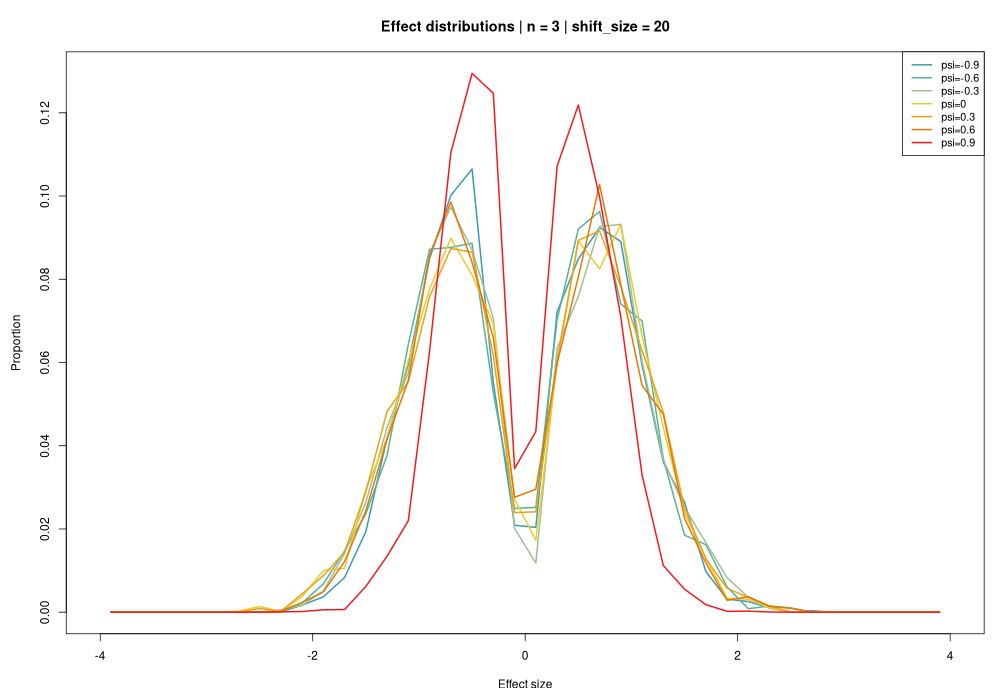 Effect distributions | n = 3 | shift_size = 20
psi=-0.9
psi=-0.6
psi=-0.3
psi=0
psi=0.3
psi=0.6
psi=0.9
Proportion
0.12
0.10
0.08
0.06
0.04
0.02
0.00
-4
-2
0
2
4
Effect size